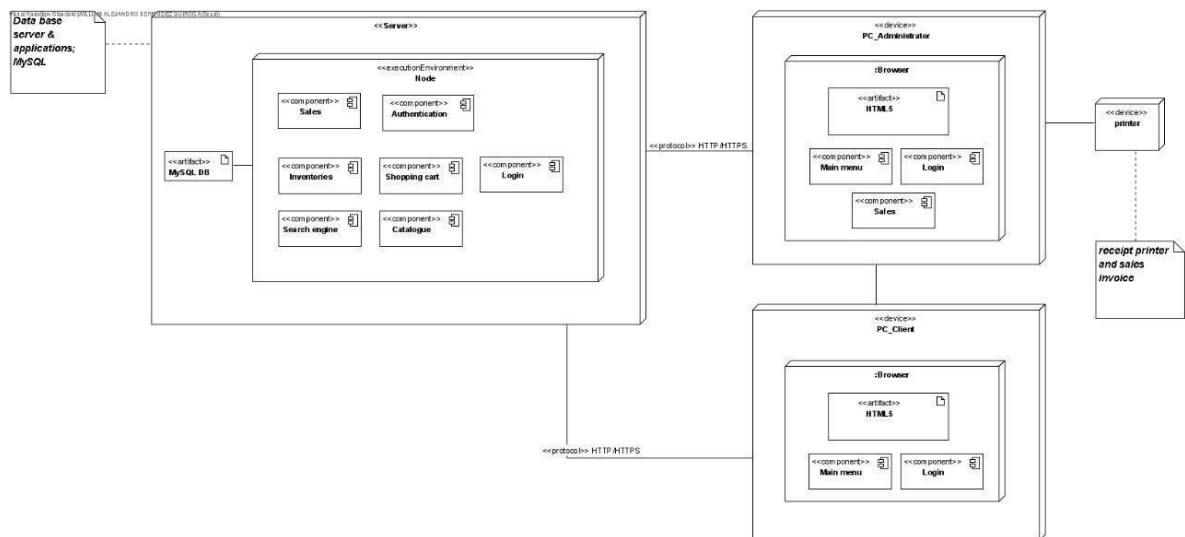 Data base
server &
applications;
MySQL
<<Server>>
<<executionEnvironment>>
Node
<<component>>
Sales
<<component>>
Authentication
<<artifact>>
MySQL DB
<<component>>
Inventories
<<component>>
Shopping cart
<<component>>
Login
<<component>>
Search engine
<<component>>
Catalogue
<<protocol>> HTTP/HTTPS
<<device>>
PC_Administrator
:Browser
<<artifact>>
HTML5
<<component>>
Main menu
<<component>>
Login
<<component>>
Sales
<<device>>
printer
receipt printer
and sales
invoice
<<protocol>> HTTP/HTTPS
<<device>>
PC_Client
:Browser
<<artifact>>
HTML5
<<component>>
Main menu
<<component>>
Login